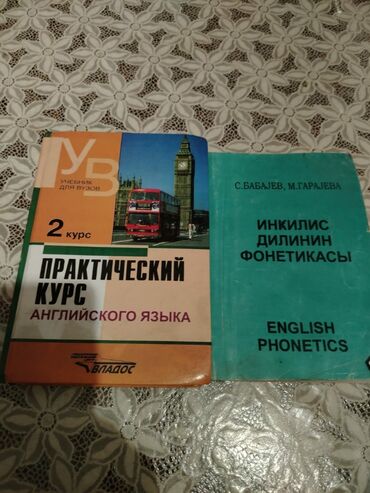 УВ
УЧЕБНИК
ДЛЯ ВУЗОВ
2 курс
ПРАКТИЧЕСКИЙ
КУРС
АНГЛИЙСКОГО ЯЗЫКА
ВЛАДОС
С.БАБАЈЕВ, М.ГАРАЈЕВА
ИНКИЛИС
ДИЛИНИН
ФОНЕТИКАСЫ
ENGLISH
PHONETICS